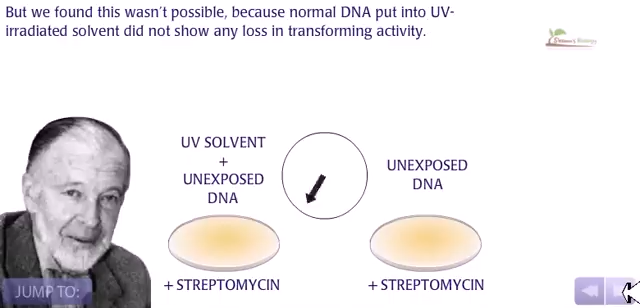 But we found this wasn't possible, because normal DNA put into UV-
irradiated solvent did not show any loss in transforming activity.
UV SOLVENT
+
UNEXPOSED
DNA
UNEXPOSED
DNA
+ STREPTOMYCIN
+ STREPTOMYCIN
JUMP TO: